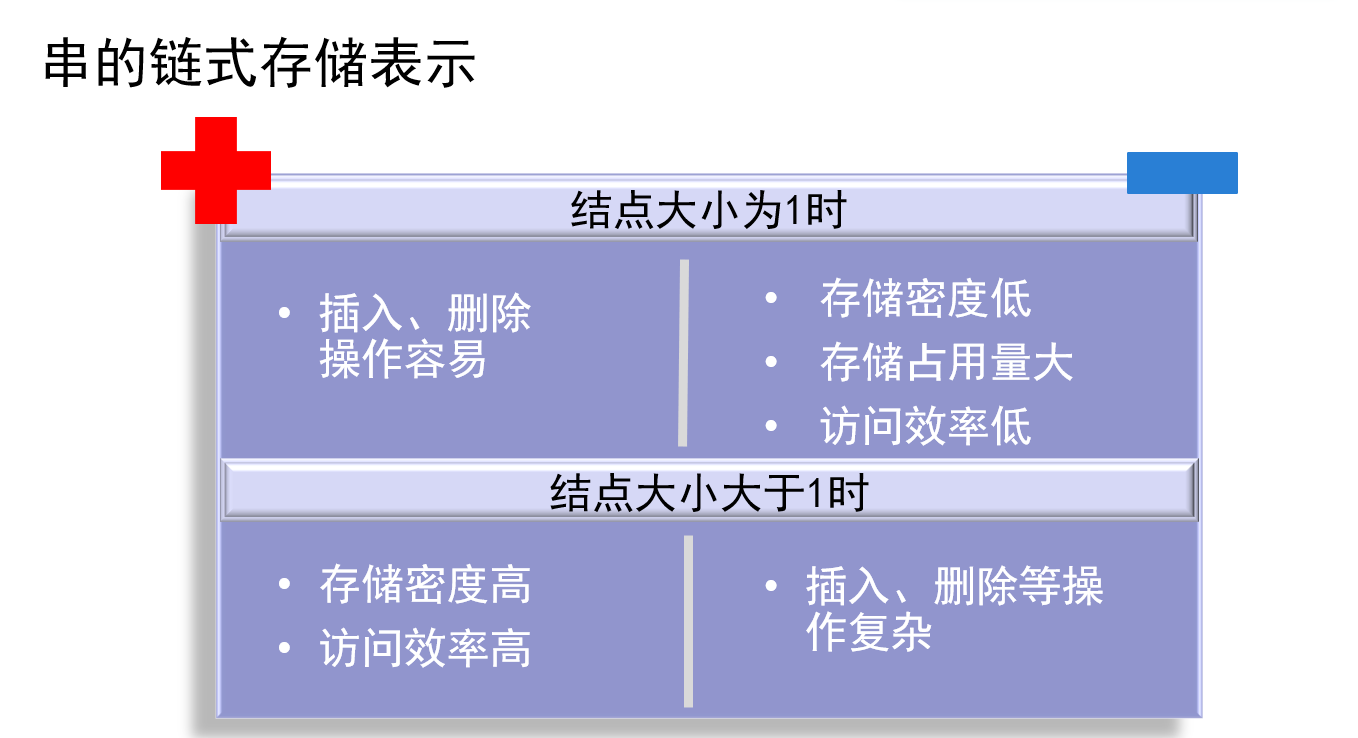 串的链式存储表示
结点大小为1时
• 插入、删除
操作容易
• 存储密度低
• 存储占用量大
• 访问效率低
结点大小大于1时
• 存储密度高
• 访问效率高
• 插入、删除等操
作复杂